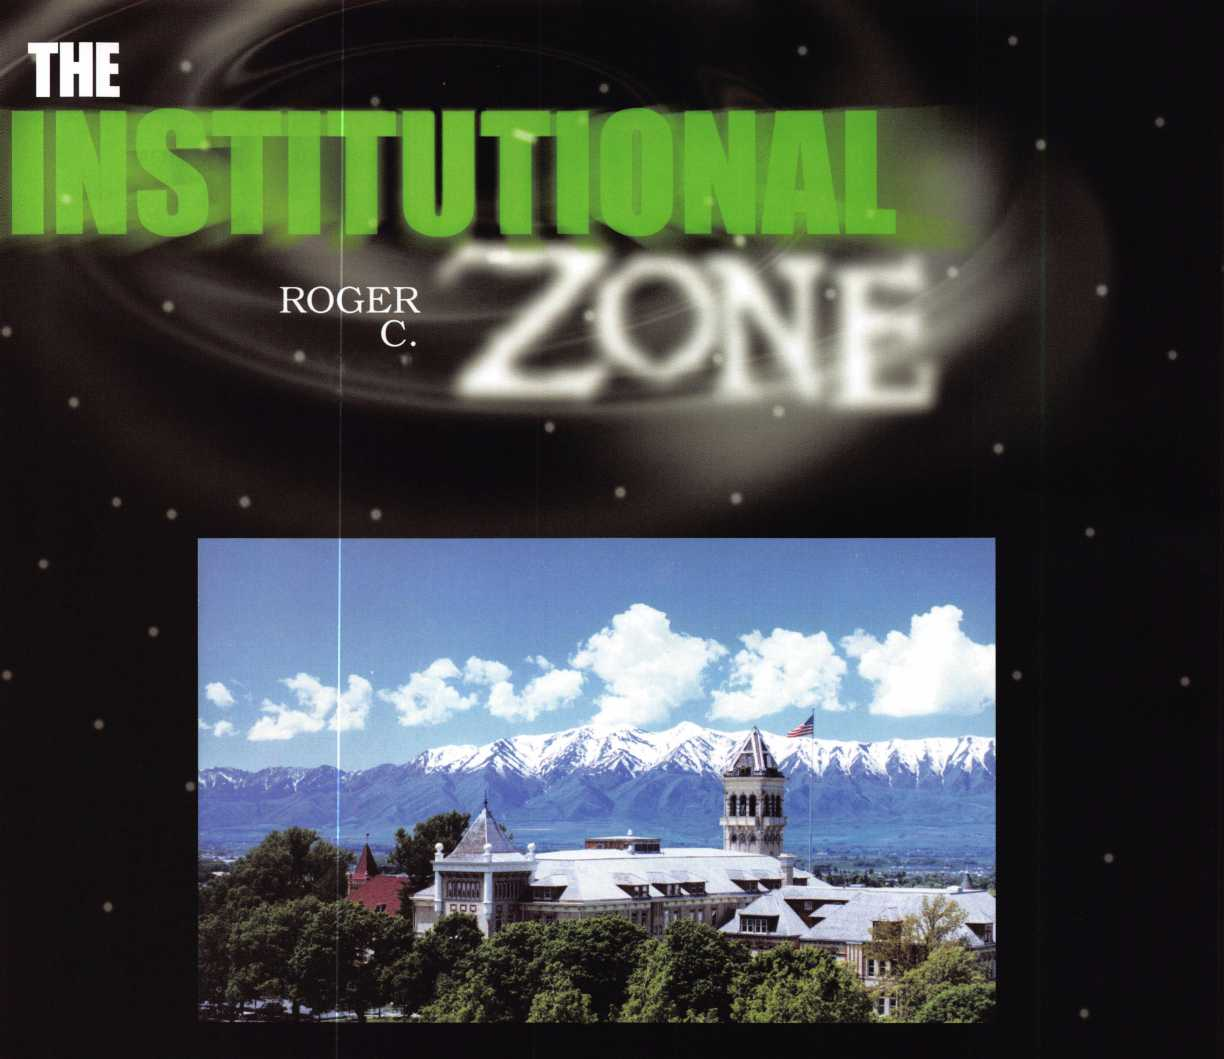 THE
INSTITUTIONAL
ZONE
ROGER
C.